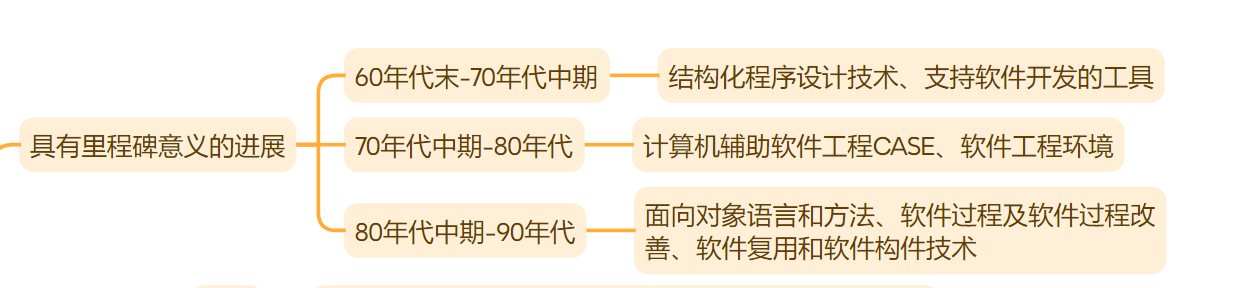 具有里程碑意义的进展
60年代末-70年代中期
结构化程序设计技术、支持软件开发的工具
70年代中期-80年代
计算机辅助软件工程CASE、软件工程环境
80年代中期-90年代
面向对象语言和方法、软件过程及软件过程改
善、软件复用和软件构件技术